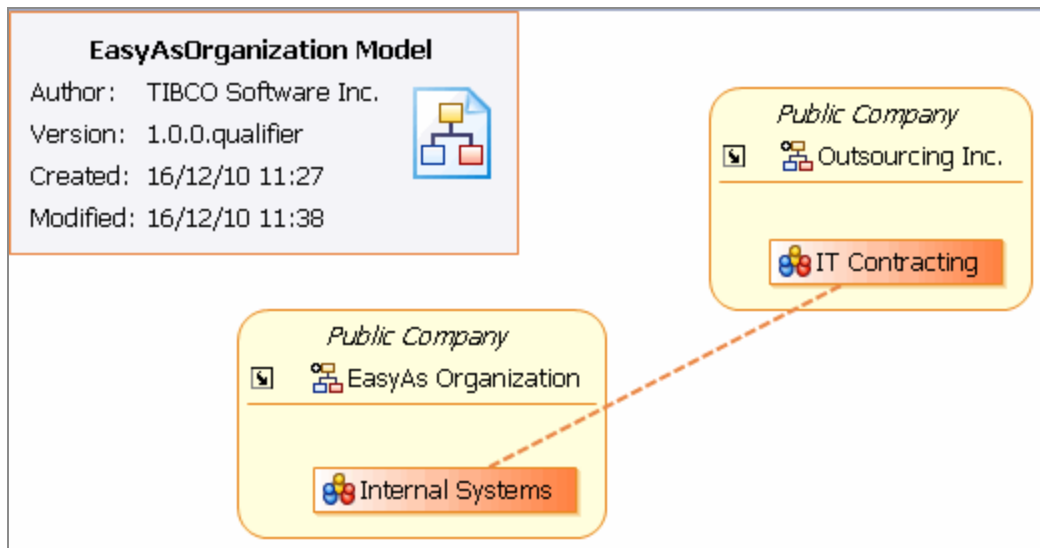 EasyAsOrganization Model
Author: TIBCO Software Inc.
Version: 1.0.0.qualifier
Created: 16/12/10 11:27
Modified: 16/12/10 11:38
Public Company
Outsourcing Inc.
IT Contracting
Public Company
EasyAs Organization
Internal Systems